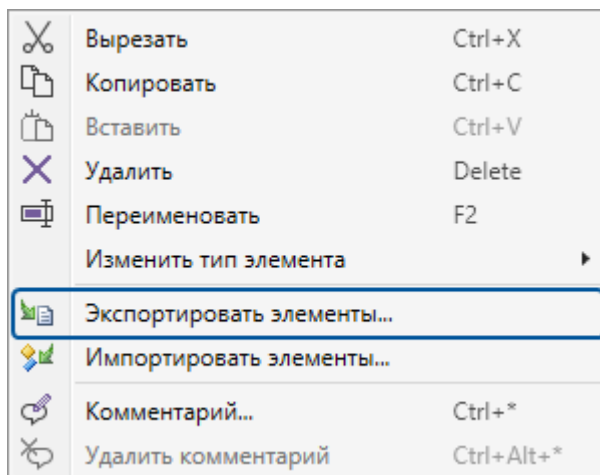 Вырезать Ctrl+X
Копировать Ctrl+C
Вставить Ctrl+V
Удалить Delete
Переименовать F2
Изменить тип элемента
Экспортировать элементы...
Импортировать элементы...
Комментарий... Ctrl+*
Удалить комментарий Ctrl+Alt+*